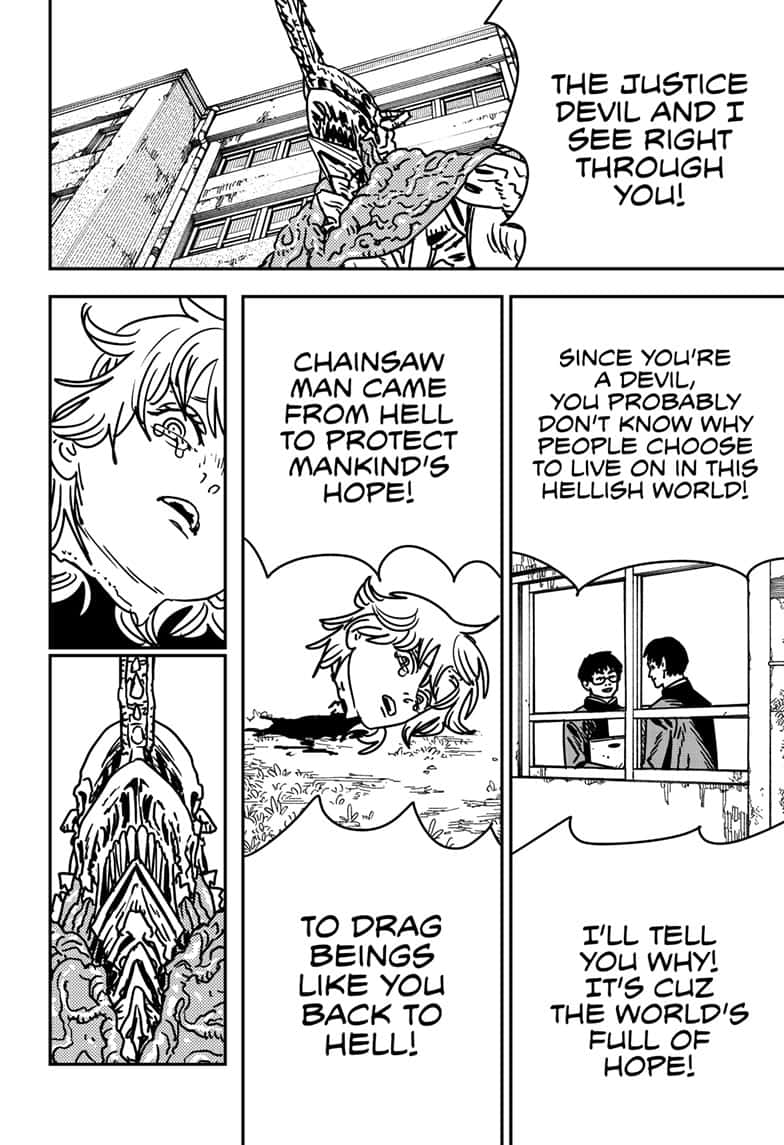 THE JUSTICE
DEVIL AND I
SEE RIGHT
THROUGH
YOU!
SINCE YOU'RE
A DEVIL,
YOU PROBABLY
DON'T KNOW WHY
PEOPLE CHOOSE
TO LIVE ON IN THIS
HELLISH WORLD!
I'LL TELL
YOU WHY!
IT'S CUZ
THE WORLD'S
FULL OF
HOPE!
CHAINSAW
MAN CAME
FROM HELL
TO PROTECT
MANKIND'S
HOPE!
TO DRAG
BEINGS
LIKE YOU
BACK TO
HELL!